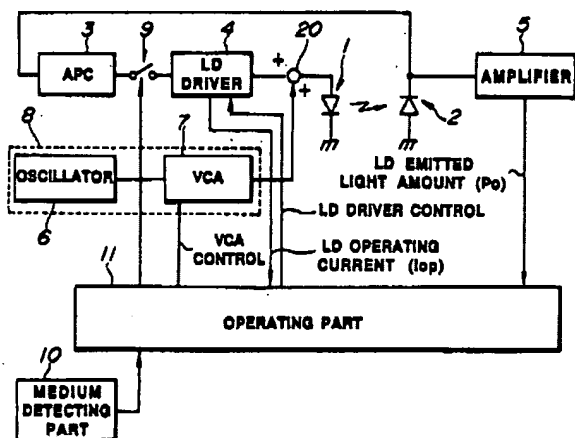 3
9
4
20
1
5
APC
LD
DRIVER
+
+
AMPLIFIER
2
8
7
OSCILLATOR
VCA
6
LD EMITTED
LIGHT AMOUNT (Po)
LD DRIVER CONTROL
VCA
CONTROL
LD OPERATING
CURRENT (Iop)
11
OPERATING PART
10
MEDIUM
DETECTING
PART